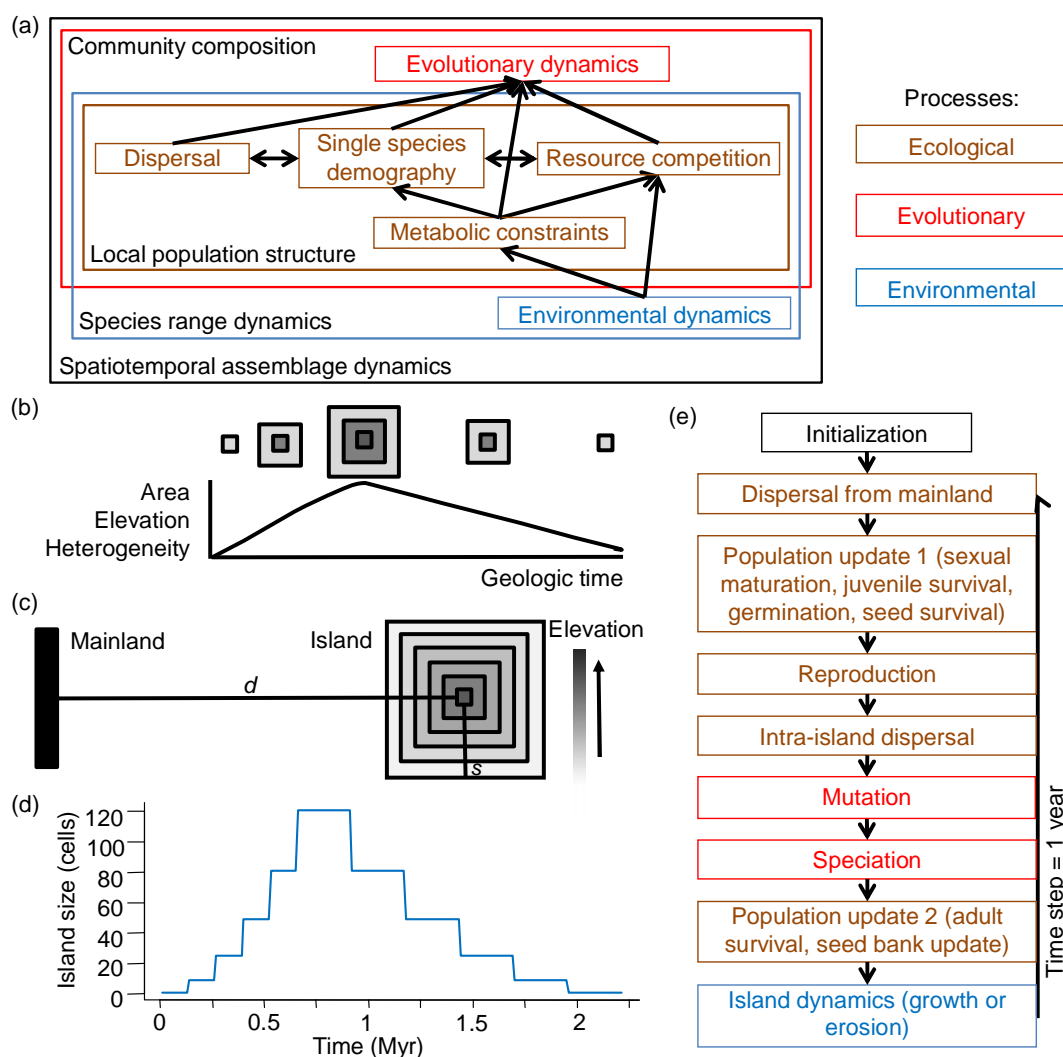 (a)
Community composition
Evolutionary dynamics
Dispersal
Single species
demography
Resource competition
Metabolic constraints
Local population structure
Environmental dynamics
Species range dynamics
Spatiotemporal assemblage dynamics
Processes:
Ecological
Evolutionary
Environmental
(b)
Area
Elevation
Heterogeneity
Geologic time
(c)
Mainland
Island
Elevation
d
s
(d)
Island size (cells)
120
100
80
60
40
20
0
0
0.5
1
1.5
2
Time (Myr)
(e)
Initialization
Dispersal from mainland
Population update 1 (sexual
maturation, juvenile survival,
germination, seed survival)
Reproduction
Intra-island dispersal
Mutation
Speciation
Population update 2 (adult
survival, seed bank update)
Island dynamics (growth or
erosion)
Time step = 1 year